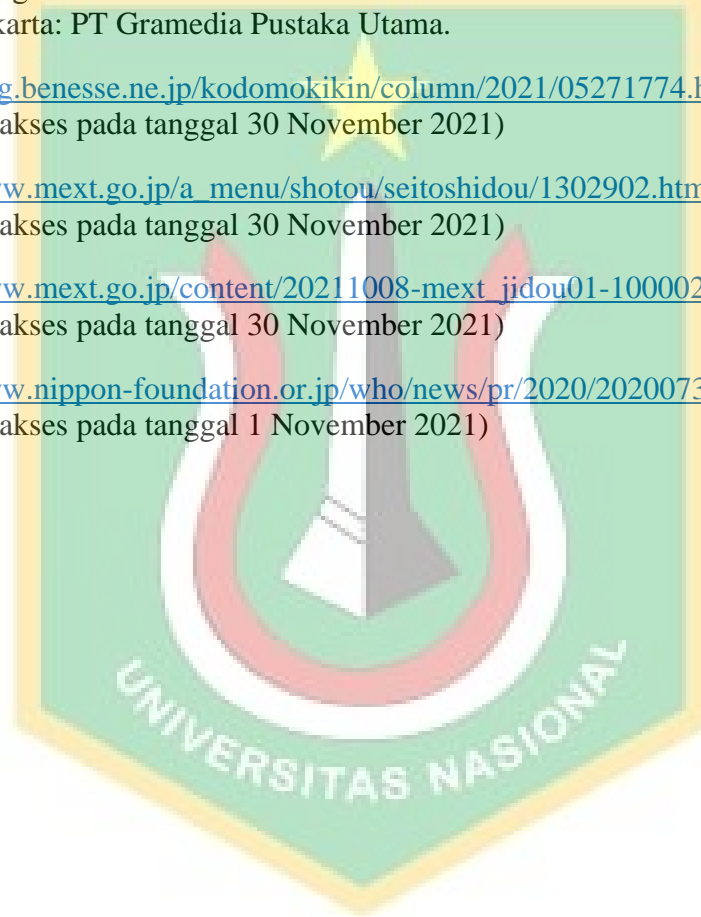 karta: PT Gramedia Pustaka Utama.
g.benesse.ne.jp/kodomokikin/column/2021/05271774.h
akses pada tanggal 30 November 2021)
ww.mext.go.jp/a_menu/shotou/seitoshidou/1302902.htm
akses pada tanggal 30 November 2021)
ww.mext.go.jp/content/20211008-mext_jidou01-100002
akses pada tanggal 30 November 2021)
ww.nippon-foundation.or.jp/who/news/pr/2020/2020073
akses pada tanggal 1 November 2021)
UNIVERSITAS NASIONAL